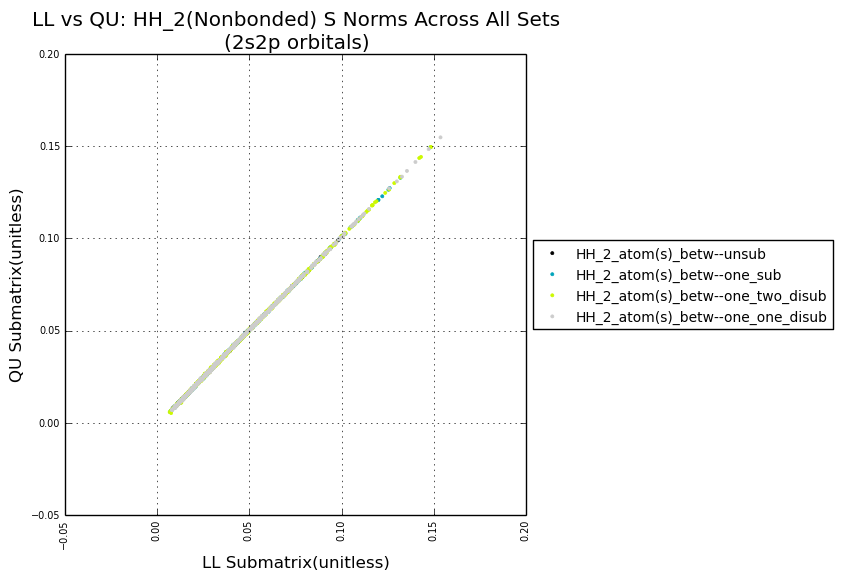 LL vs QU: HH_2(Nonbonded) S Norms Across All Sets
(2s2p orbitals)
0.20
0.15
0.10
0.05
0.00
−0.05
QU Submatrix(unitless)
−0.05
0.00
0.05
0.10
0.15
0.20
LL Submatrix(unitless)
HH_2_atom(s)_betw--unsub
HH_2_atom(s)_betw--one_sub
HH_2_atom(s)_betw--one_two_disub
HH_2_atom(s)_betw--one_one_disub